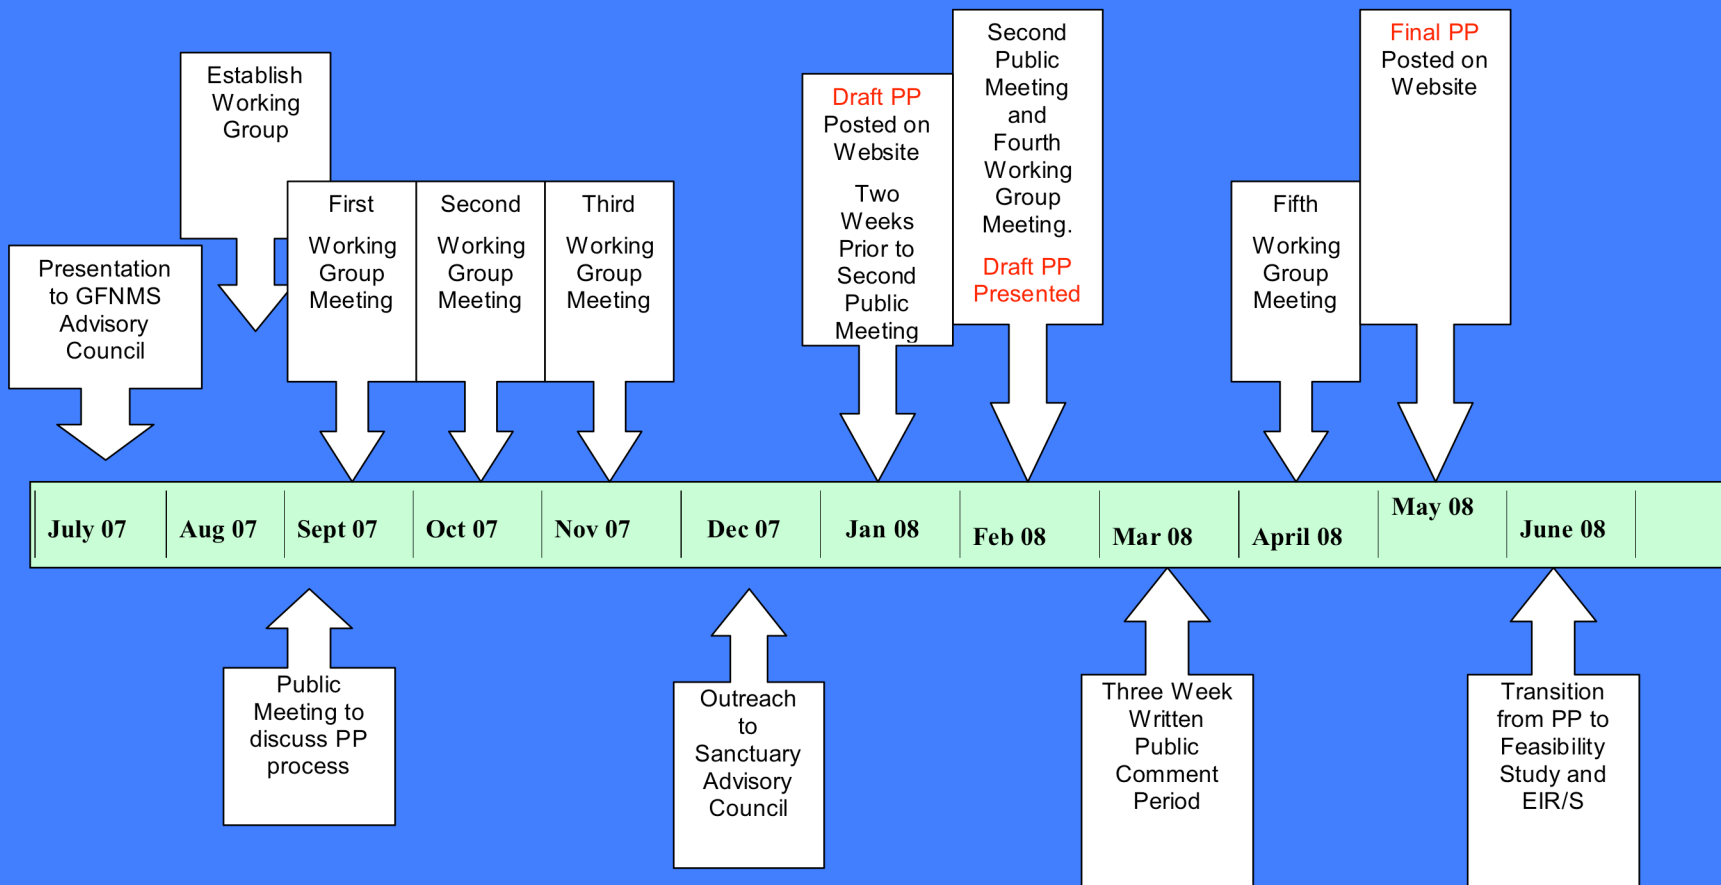 Presentation
to GFNMS
Advisory
Council
Establish
Working
Group
First
Working
Group
Meeting
Second
Working
Group
Meeting
Third
Working
Group
Meeting
Draft PP
Posted on
Website
Two
Weeks
Prior to
Second
Public
Meeting
Second
Public
Meeting
and
Fourth
Working
Group
Meeting.
Draft PP
Presented
Fifth
Working
Group
Meeting
Final PP
Posted on
Website
July 07
Aug 07
Sept 07
Oct 07
Nov 07
Dec 07
Jan 08
Feb 08
Mar 08
April 08
May 08
June 08
Public
Meeting to
discuss PP
process
Outreach
to
Sanctuary
Advisory
Council
Three Week
Written
Public
Comment
Period
Transition
from PP to
Feasibility
Study and
EIR/S